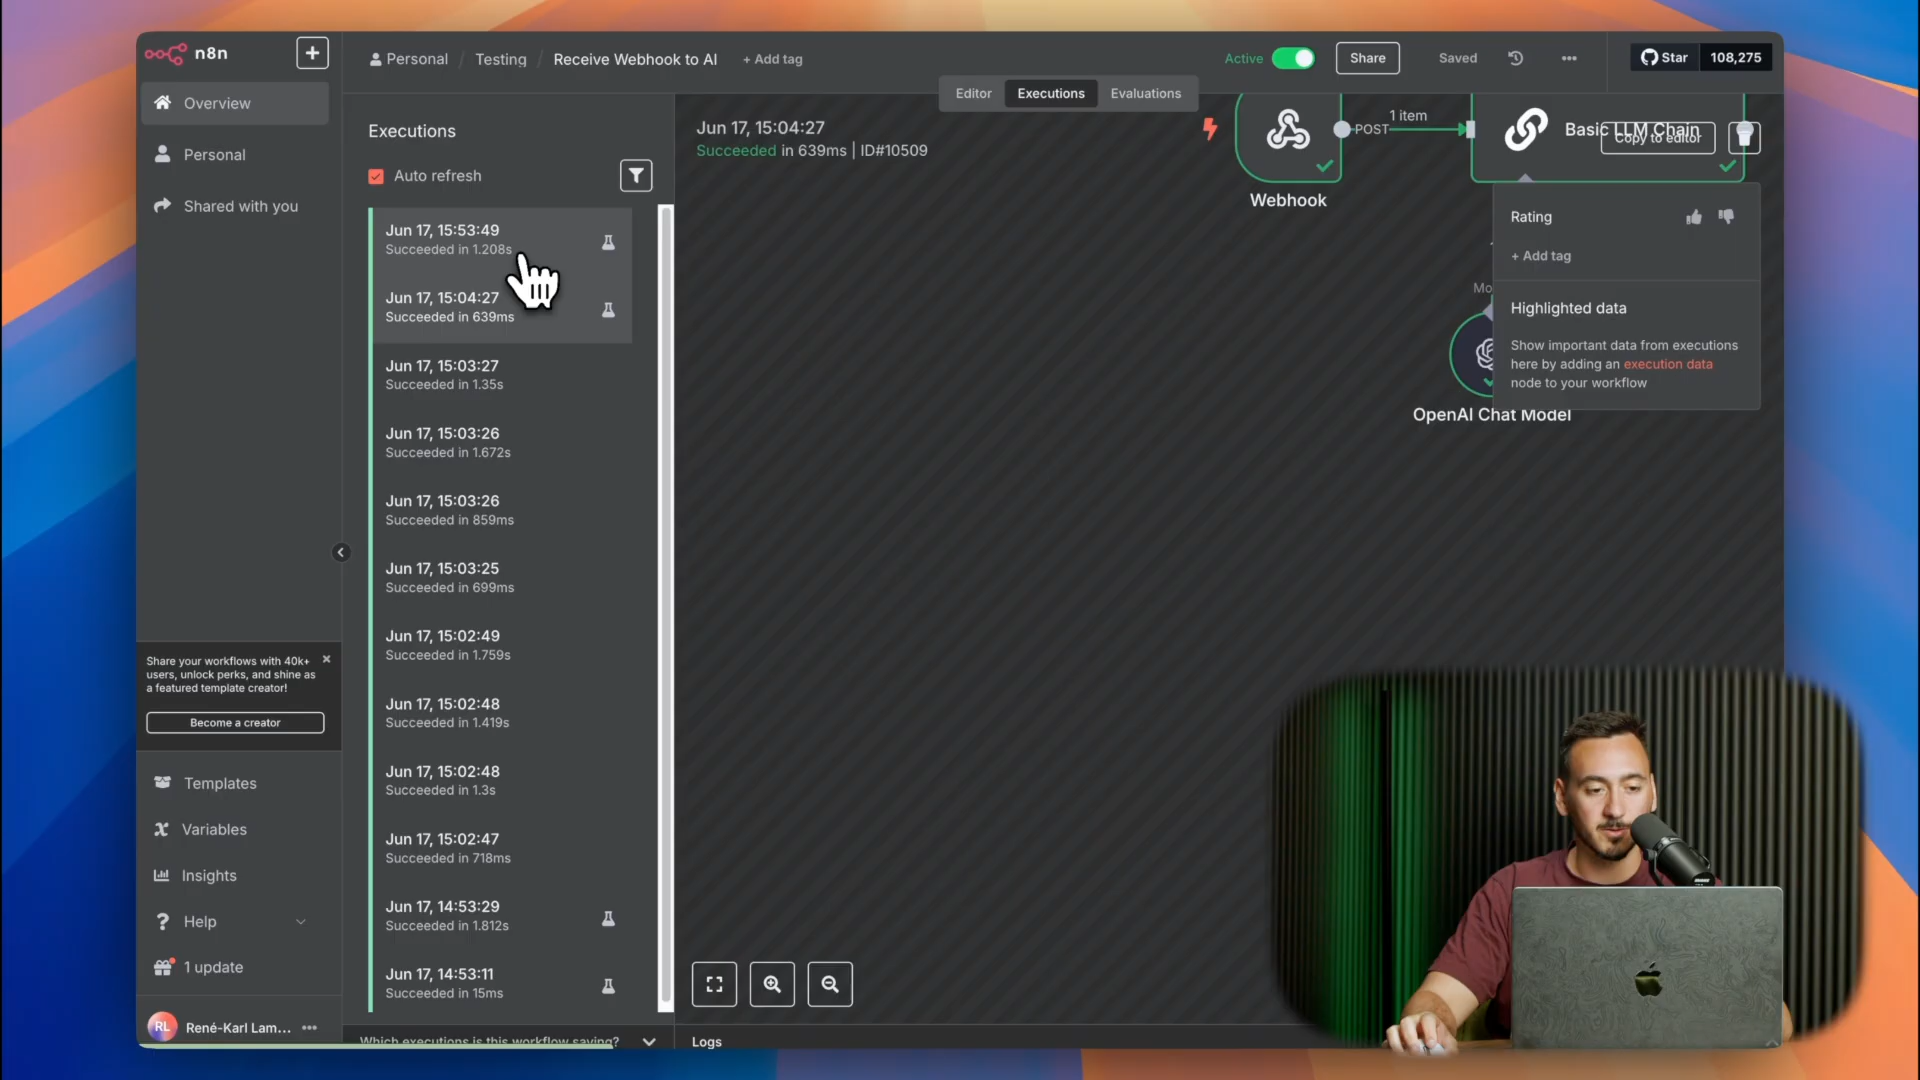 n8n
+
Overview
Personal
Shared with you
Share your workflows with 40k+
users, unlock perks, and shine as
a featured template creator!
Become a creator
Templates
Variables
Insights
Help
1 update
RL
René-Karl Lam...
Personal / Testing / Receive Webhook to AI + Add tag
Active
Share
Saved
Star 108,275
Editor
Executions
Evaluations
Executions
Auto refresh
Jun 17, 15:53:49
Succeeded in 1.208s
Jun 17, 15:04:27
Succeeded in 639ms
Jun 17, 15:03:27
Succeeded in 1.35s
Jun 17, 15:03:26
Succeeded in 1.672s
Jun 17, 15:03:26
Succeeded in 859ms
Jun 17, 15:03:25
Succeeded in 699ms
Jun 17, 15:02:49
Succeeded in 1.759s
Jun 17, 15:02:48
Succeeded in 1.419s
Jun 17, 15:02:48
Succeeded in 1.3s
Jun 17, 15:02:47
Succeeded in 718ms
Jun 17, 14:53:29
Succeeded in 1.812s
Jun 17, 14:53:11
Succeeded in 15ms
Which executions is this workflow saving?
Jun 17, 15:04:27
Succeeded in 639ms | ID#10509
Webhook
POST
1 item
Basic LLM Chain
Copy to editor
Rating
+ Add tag
Highlighted data
Show important data from executions
here by adding an execution data
node to your workflow
Mo
OpenAI Chat Model
Logs